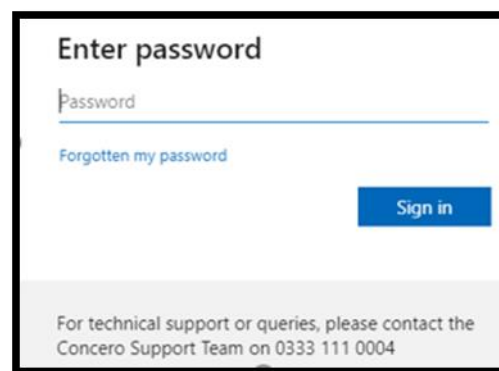 Enter password
Password
Forgotten my password
Sign in
For technical support or queries, please contact the
Concero Support Team on 0333 111 0004